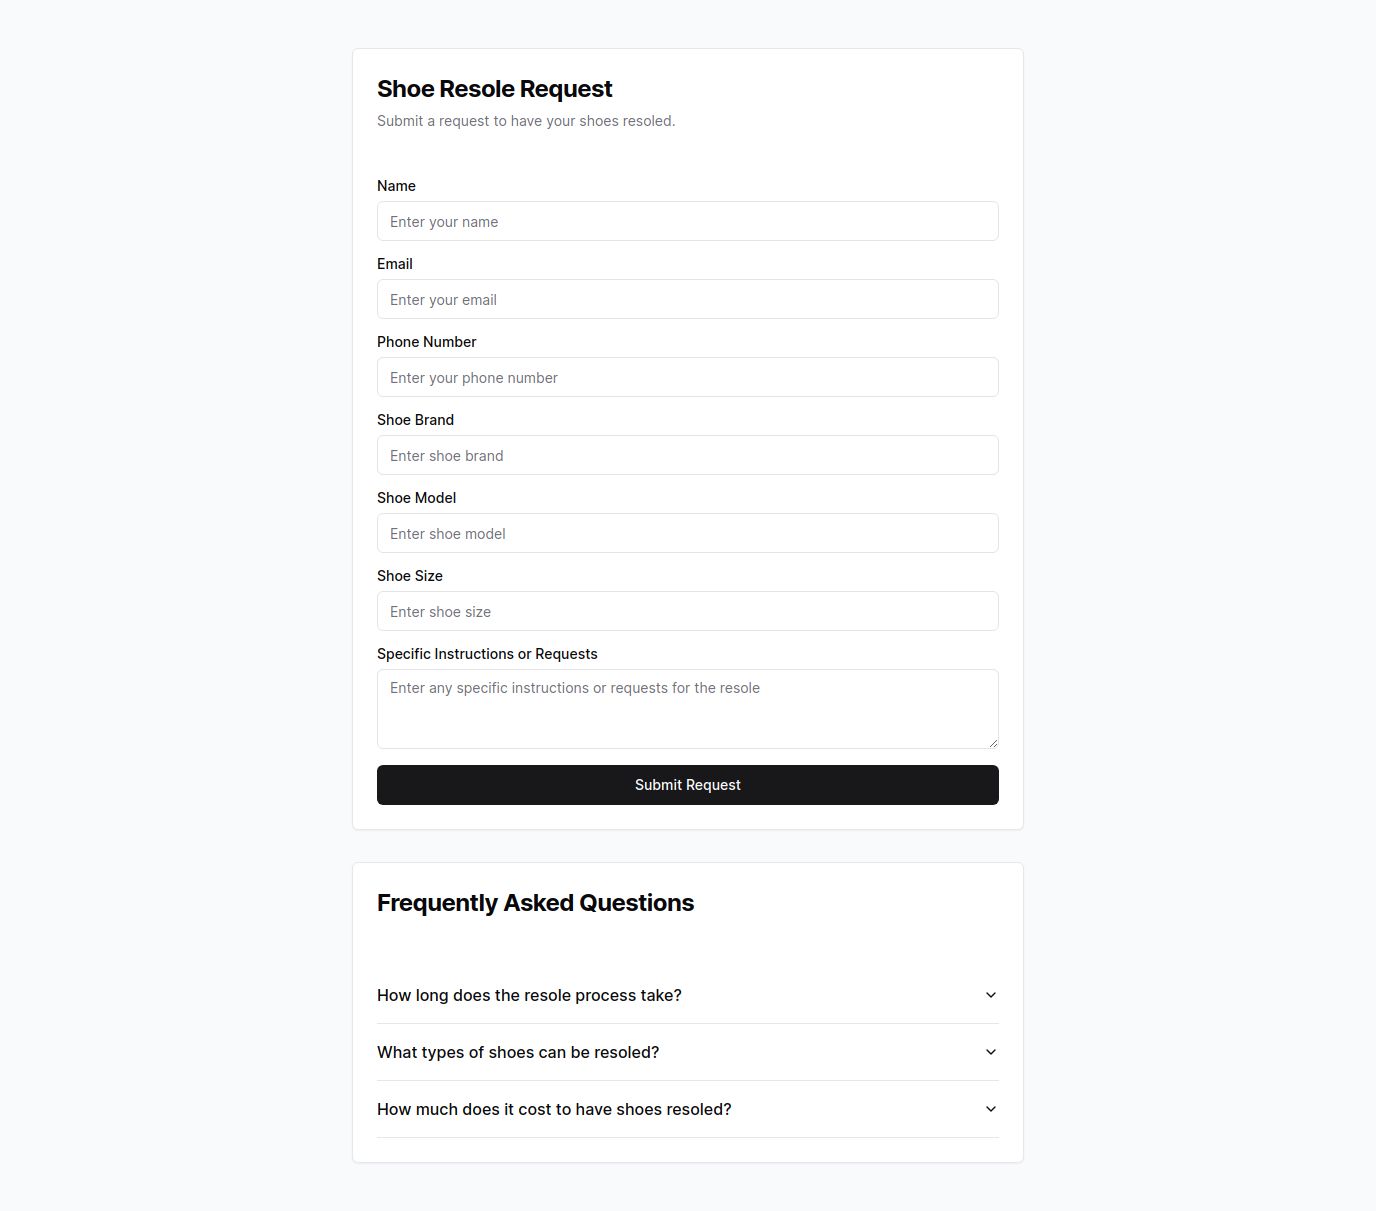 Shoe Resole Request
Submit a request to have your shoes resoled.
Name
Enter your name
Email
Enter your email
Phone Number
Enter your phone number
Shoe Brand
Enter shoe brand
Shoe Model
Enter shoe model
Shoe Size
Enter shoe size
Specific Instructions or Requests
Enter any specific instructions or requests for the resole
Submit Request
Frequently Asked Questions
How long does the resole process take?
What types of shoes can be resoled?
How much does it cost to have shoes resoled?